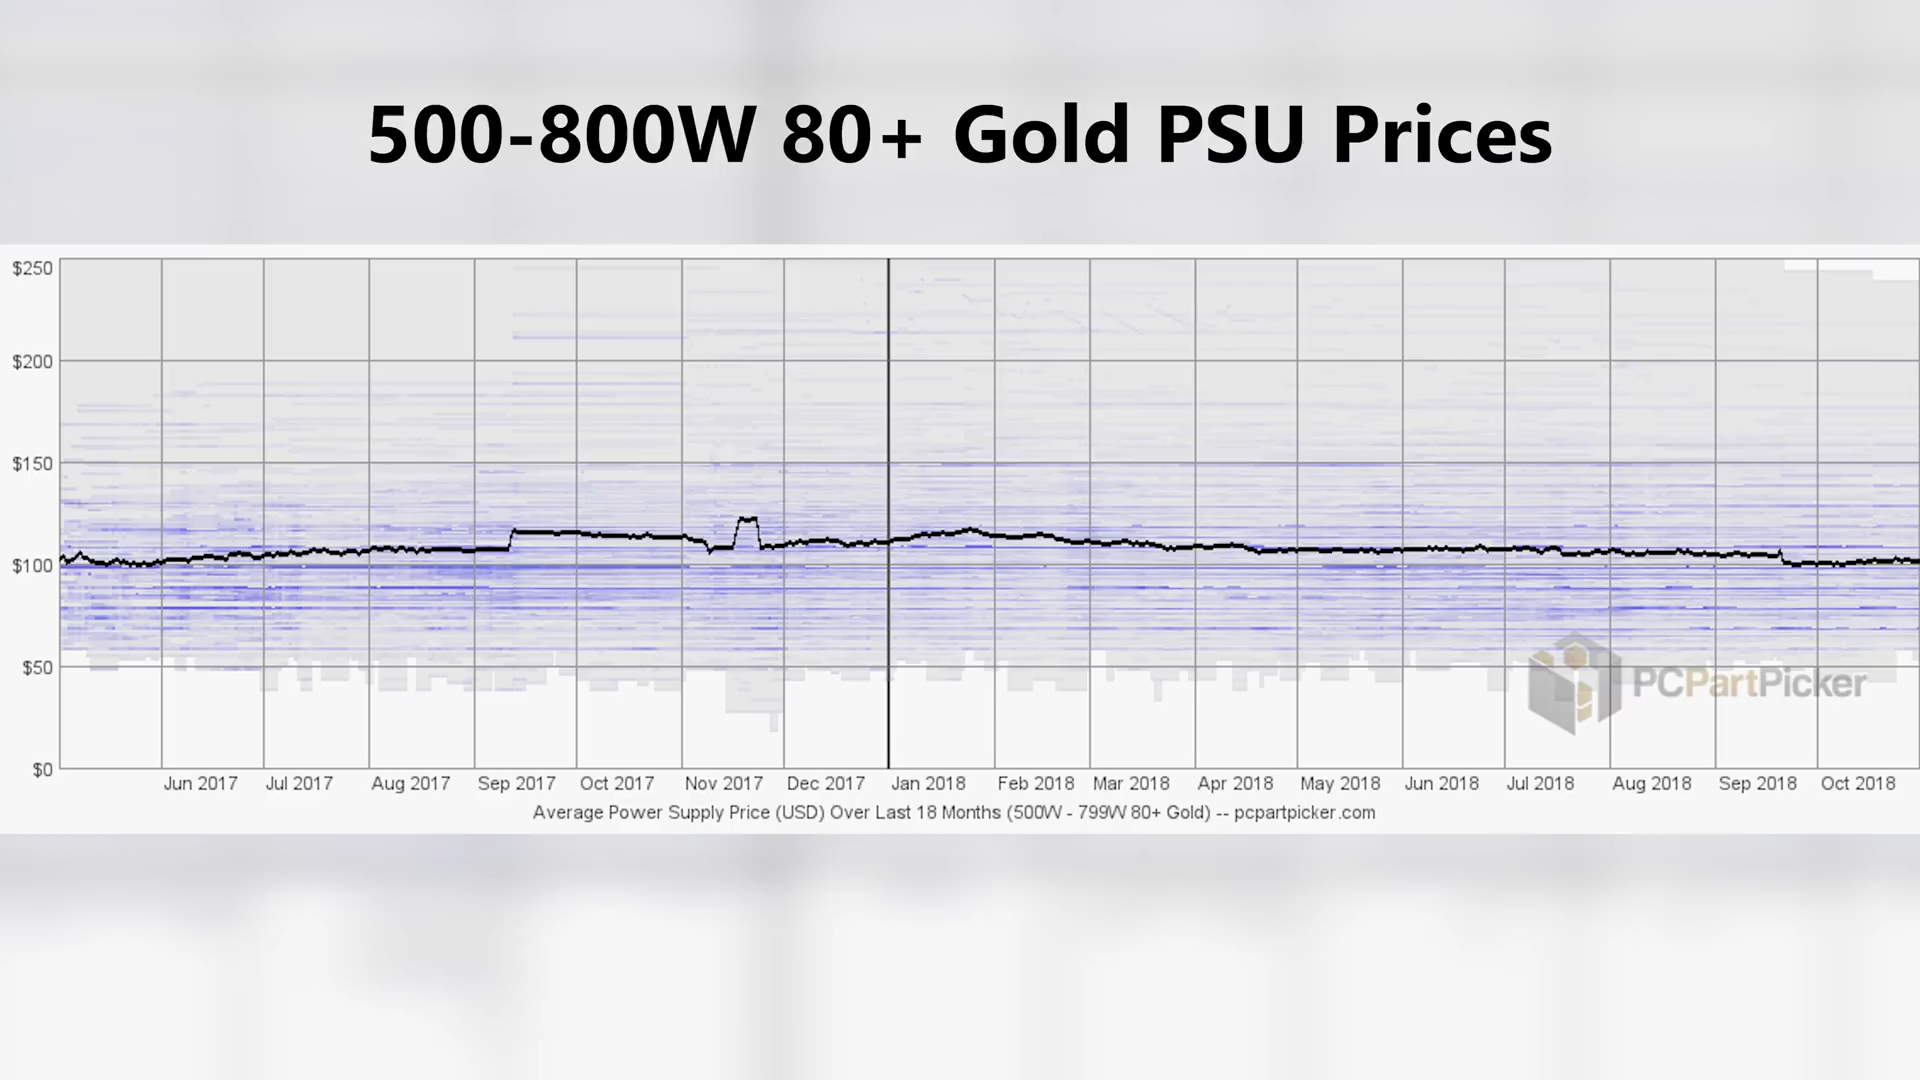 500-800W 80+ Gold PSU Prices
$250
$200
$150
$100
$50
$0
PCPartPicker
Jun 2017 Jul 2017 Aug 2017 Sep 2017 Oct 2017 Nov 2017 Dec 2017 Jan 2018 Feb 2018 Mar 2018 Apr 2018 May 2018 Jun 2018 Jul 2018 Aug 2018 Sep 2018 Oct 2018
Average Power Supply Price (USD) Over Last 18 Months (500W - 799W 80+ Gold) -- pcpartpicker.com